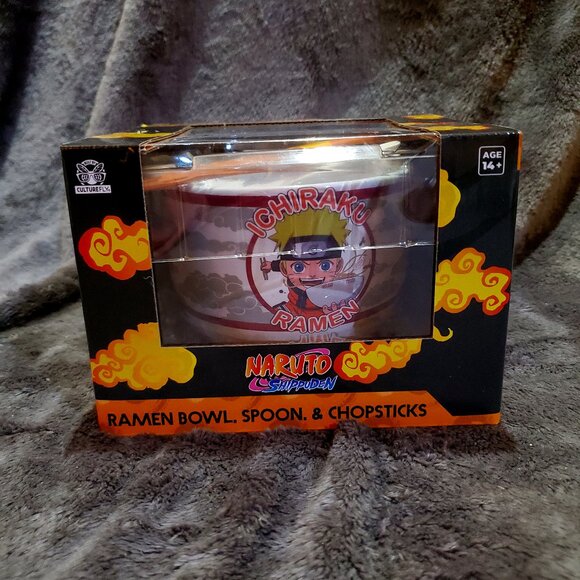 CULTUREFLY
AGE
14+
ICHIRAKU
RAMEN
NARUTO
SHIPPUDEN
RAMEN BOWL, SPOON, & CHOPSTICKS